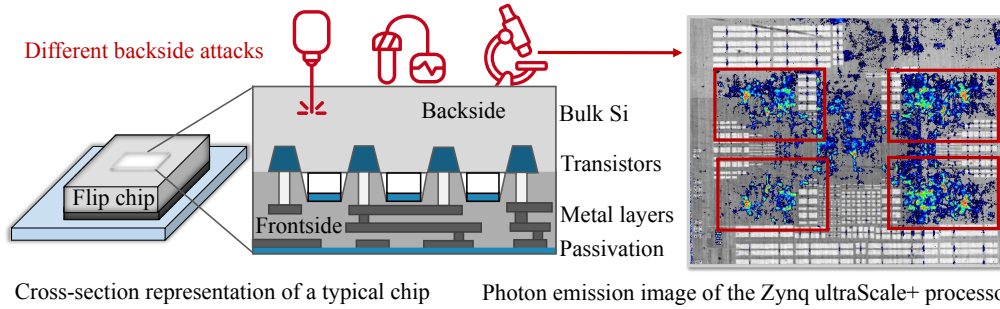 Different backside attacks
Backside
Bulk Si
Flip chip
Transistors
Frontside
Metal layers
Passivation
Cross-section representation of a typical chip
Photon emission image of the Zynq ultraScale+ processo